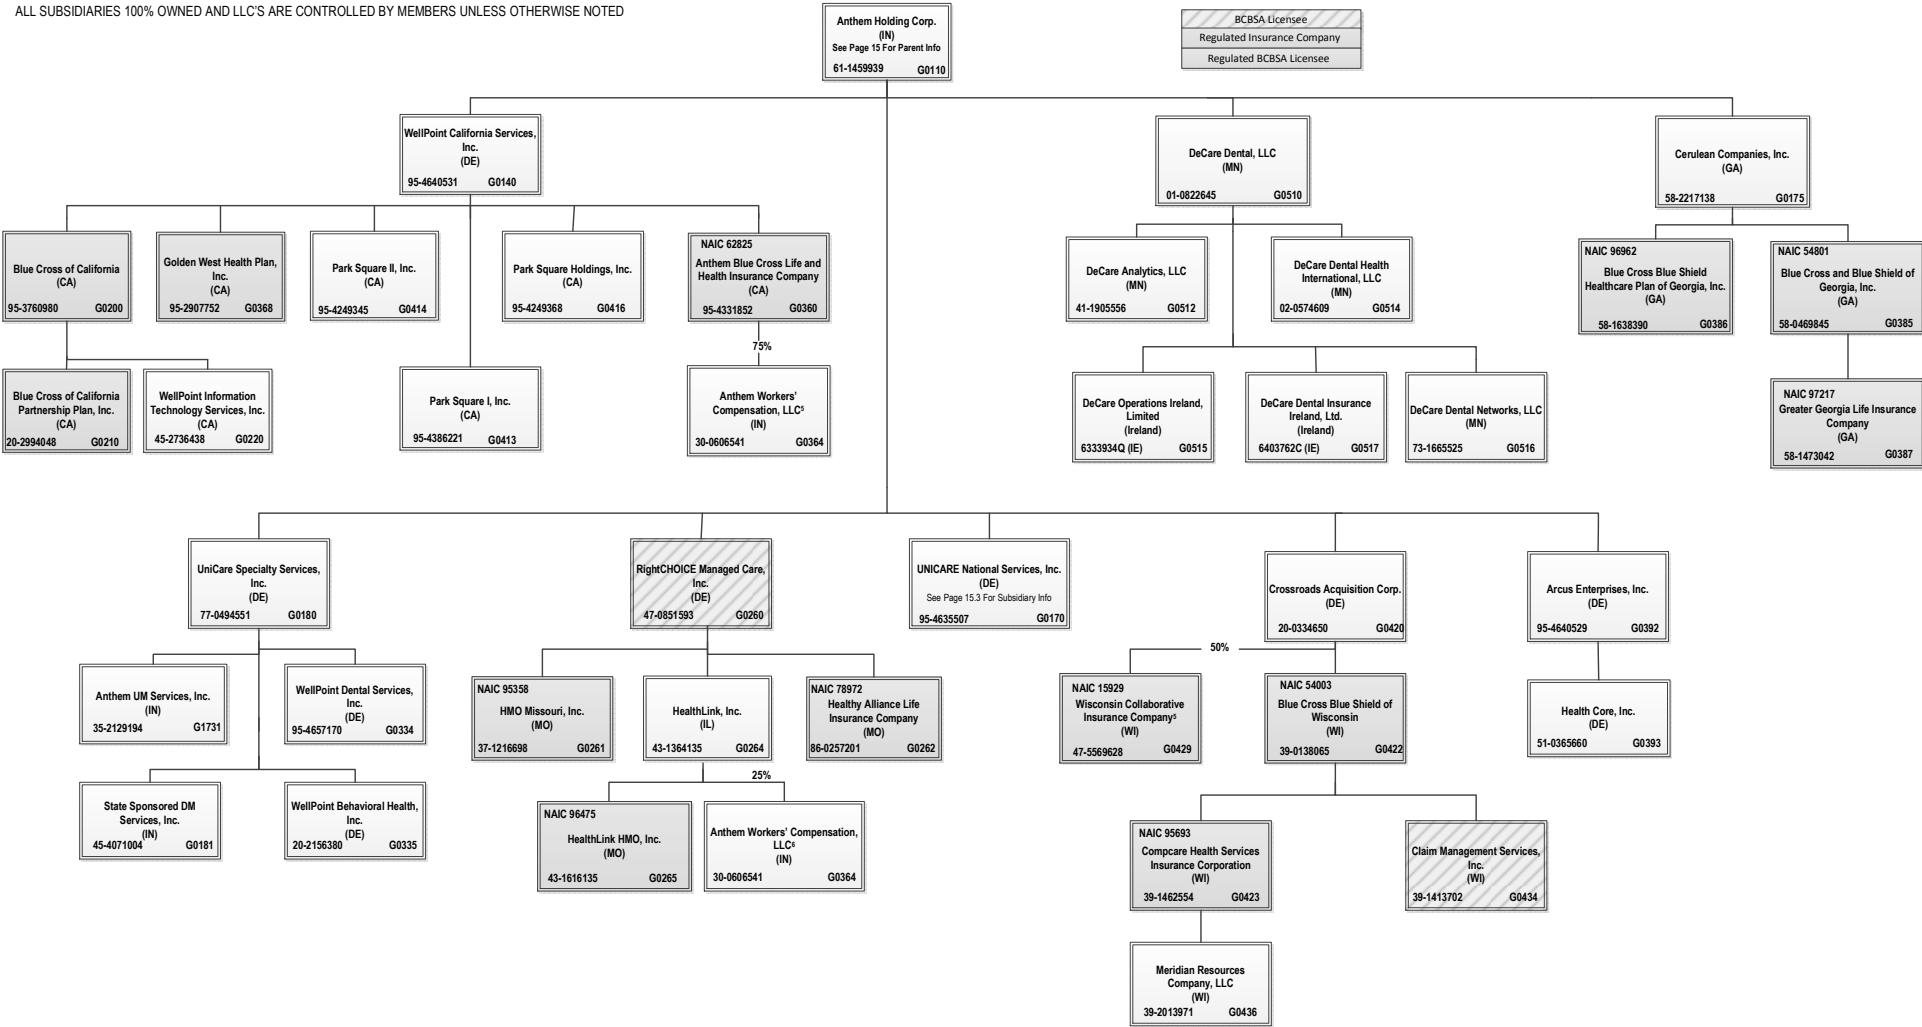 ALL SUBSIDIARIES 100% OWNED AND LLC'S ARE CONTROLLED BY MEMBERS UNLESS OTHERWISE NOTED
Anthem Holding Corp.
(IN)
See Page 15 For Parent Info
61-1459939 G0110
BCBSA Licensee
Regulated Insurance Company
Regulated BCBSA Licensee
WellPoint California Services,
Inc.
(DE)
95-4640531 G0140
DeCare Dental, LLC
(MN)
01-0822645 G0510
Cerulean Companies, Inc.
(GA)
58-2217138 G0175
Blue Cross of California
(CA)
95-3760980 G0200
Golden West Health Plan,
Inc.
(CA)
95-2907752 G0368
Park Square II, Inc.
(CA)
95-4249345 G0414
Park Square Holdings, Inc.
(CA)
95-4249368 G0416
NAIC 62825
Anthem Blue Cross Life and
Health Insurance Company
(CA)
95-4331852 G0360
DeCare Analytics, LLC
(MN)
41-1905556 G0512
DeCare Dental Health
International, LLC
(MN)
02-0574609 G0514
NAIC 96962
Blue Cross Blue Shield
Healthcare Plan of Georgia, Inc.
(GA)
58-1638390 G0386
NAIC 54801
Blue Cross and Blue Shield of
Georgia, Inc.
(GA)
58-0469845 G0385
75%
Blue Cross of California
Partnership Plan, Inc.
(CA)
20-2994048 G0210
WellPoint Information
Technology Services, Inc.
(CA)
45-2736438 G0220
Park Square I, Inc.
(CA)
95-4386221 G0413
Anthem Workers'
Compensation, LLC⁵
(IN)
30-0606541 G0364
DeCare Operations Ireland,
Limited
(Ireland)
6333934Q (IE) G0515
DeCare Dental Insurance
Ireland, Ltd.
(Ireland)
6403762C (IE) G0517
DeCare Dental Networks, LLC
(MN)
73-1665525 G0516
NAIC 97217
Greater Georgia Life Insurance
Company
(GA)
58-1473042 G0387
UniCare Specialty Services,
Inc.
(DE)
77-0494551 G0180
RightCHOICE Managed Care,
Inc.
(DE)
47-0851593 G0260
UNICARE National Services, Inc.
(DE)
See Page 15.3 For Subsidiary Info
95-4635507 G0170
Crossroads Acquisition Corp.
(DE)
20-0334650 G0420
Arcus Enterprises, Inc.
(DE)
95-4640529 G0392
50%
Anthem UM Services, Inc.
(IN)
35-2129194 G1731
WellPoint Dental Services,
Inc.
(DE)
95-4657170 G0334
NAIC 95358
HMO Missouri, Inc.
(MO)
37-1216698 G0261
HealthLink, Inc.
(IL)
43-1364135 G0264
NAIC 78972
Healthy Alliance Life
Insurance Company
(MO)
86-0257201 G0262
NAIC 15929
Wisconsin Collaborative
Insurance Company⁵
(WI)
47-5569628 G0429
NAIC 54003
Blue Cross Blue Shield of
Wisconsin
(WI)
39-0138065 G0422
Health Core, Inc.
(DE)
51-0365660 G0393
25%
State Sponsored DM
Services, Inc.
(IN)
45-4071004 G0181
WellPoint Behavioral Health,
Inc.
(DE)
20-2156380 G0335
NAIC 96475
HealthLink HMO, Inc.
(MO)
43-1616135 G0265
Anthem Workers' Compensation,
LLC⁶
(IN)
30-0606541 G0364
NAIC 95693
Compcare Health Services
Insurance Corporation
(WI)
39-1462554 G0423
Claim Management Services,
Inc.
(WI)
39-1413702 G0434
Meridian Resources
Company, LLC
(WI)
39-2013971 G0436